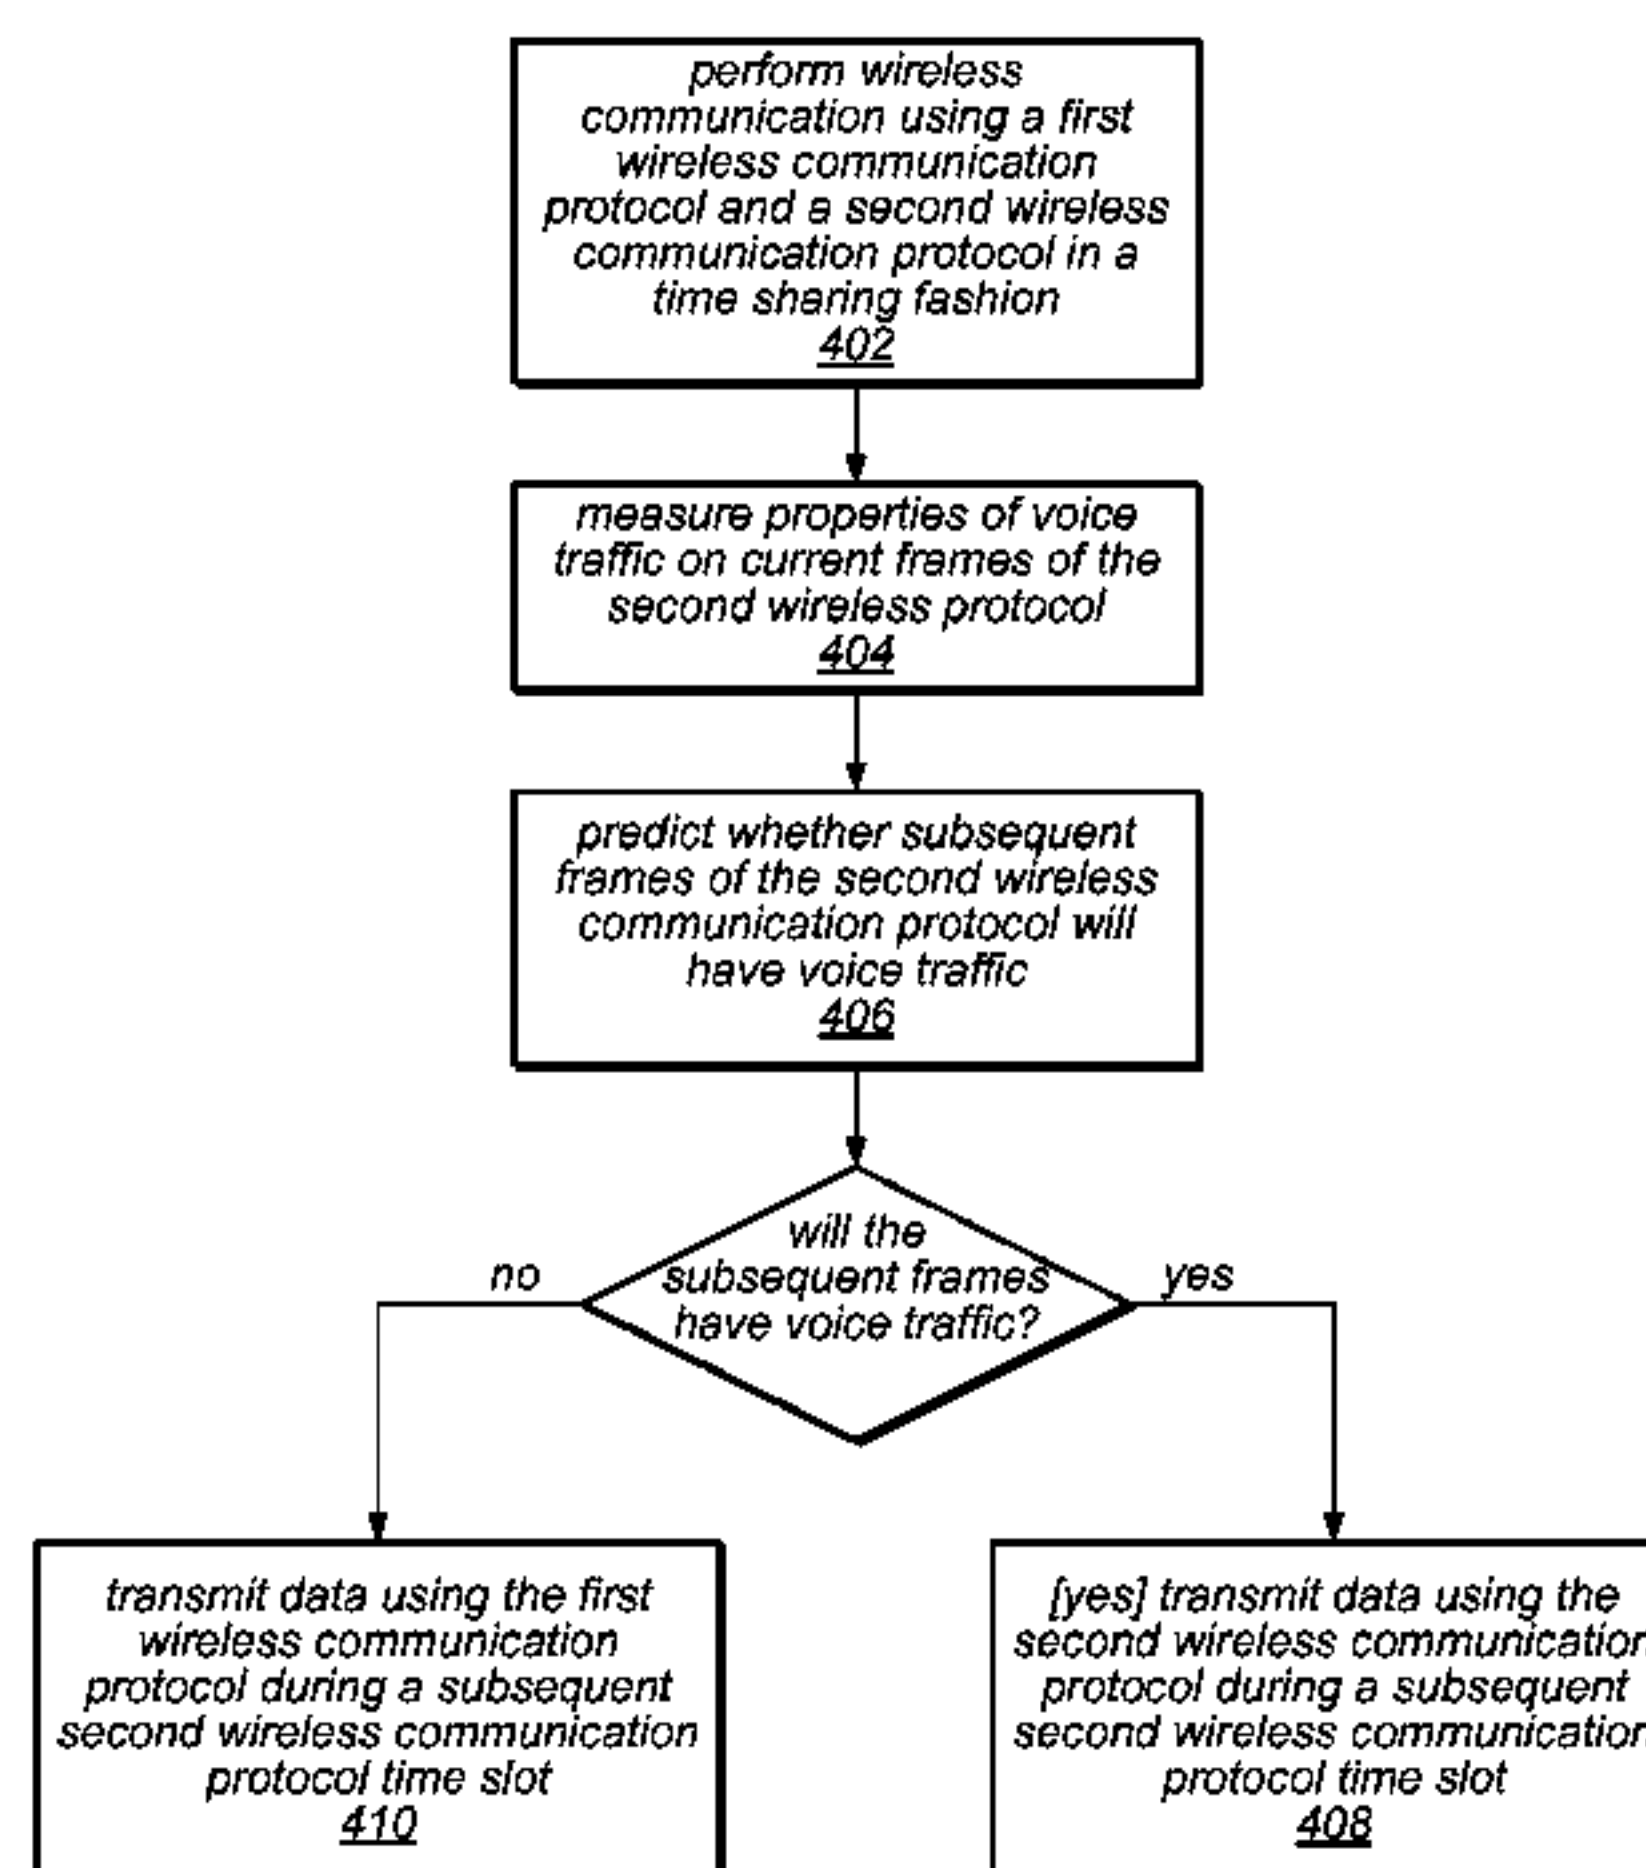 perform wireless
communication using a first
wireless communication
protocol and a second wireless
communication protocol in a
time sharing fashion
402
measure properties of voice
traffic on current frames of the
second wireless protocol
404
predict whether subsequent
frames of the second wireless
communication protocol will
have voice traffic
406
will the
subsequent frames
have voice traffic?
no
yes
transmit data using the first
wireless communication
protocol during a subsequent
second wireless communication
protocol time slot
410
[yes] transmit data using the
second wireless communication
protocol during a subsequent
second wireless communication
protocol time slot
408